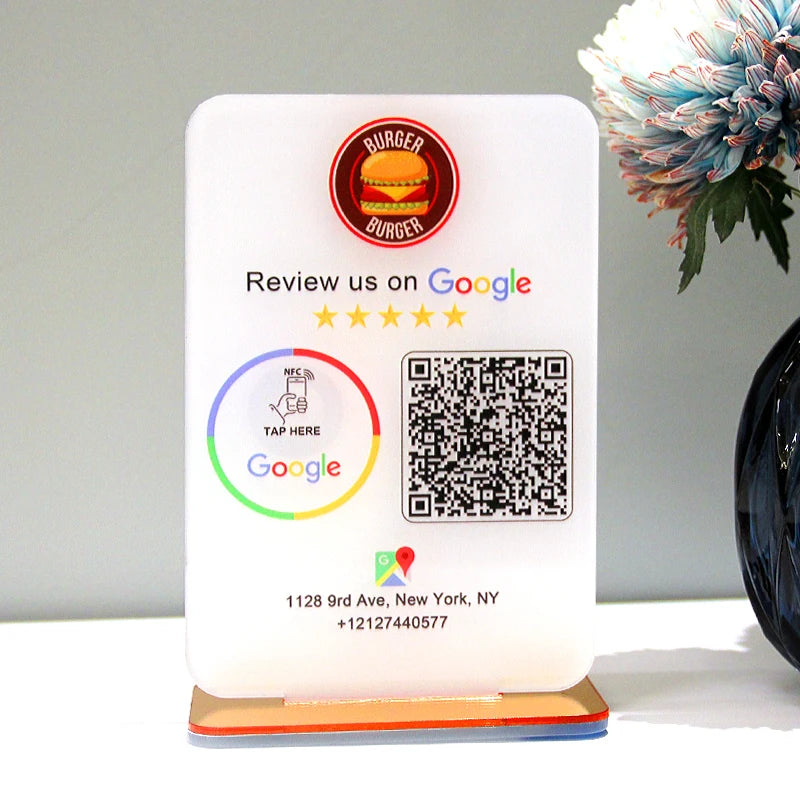 BURGER
BURGER
Review us on Google
NFC
TAP HERE
Google
G
1128 9rd Ave, New York, NY
+12127440577